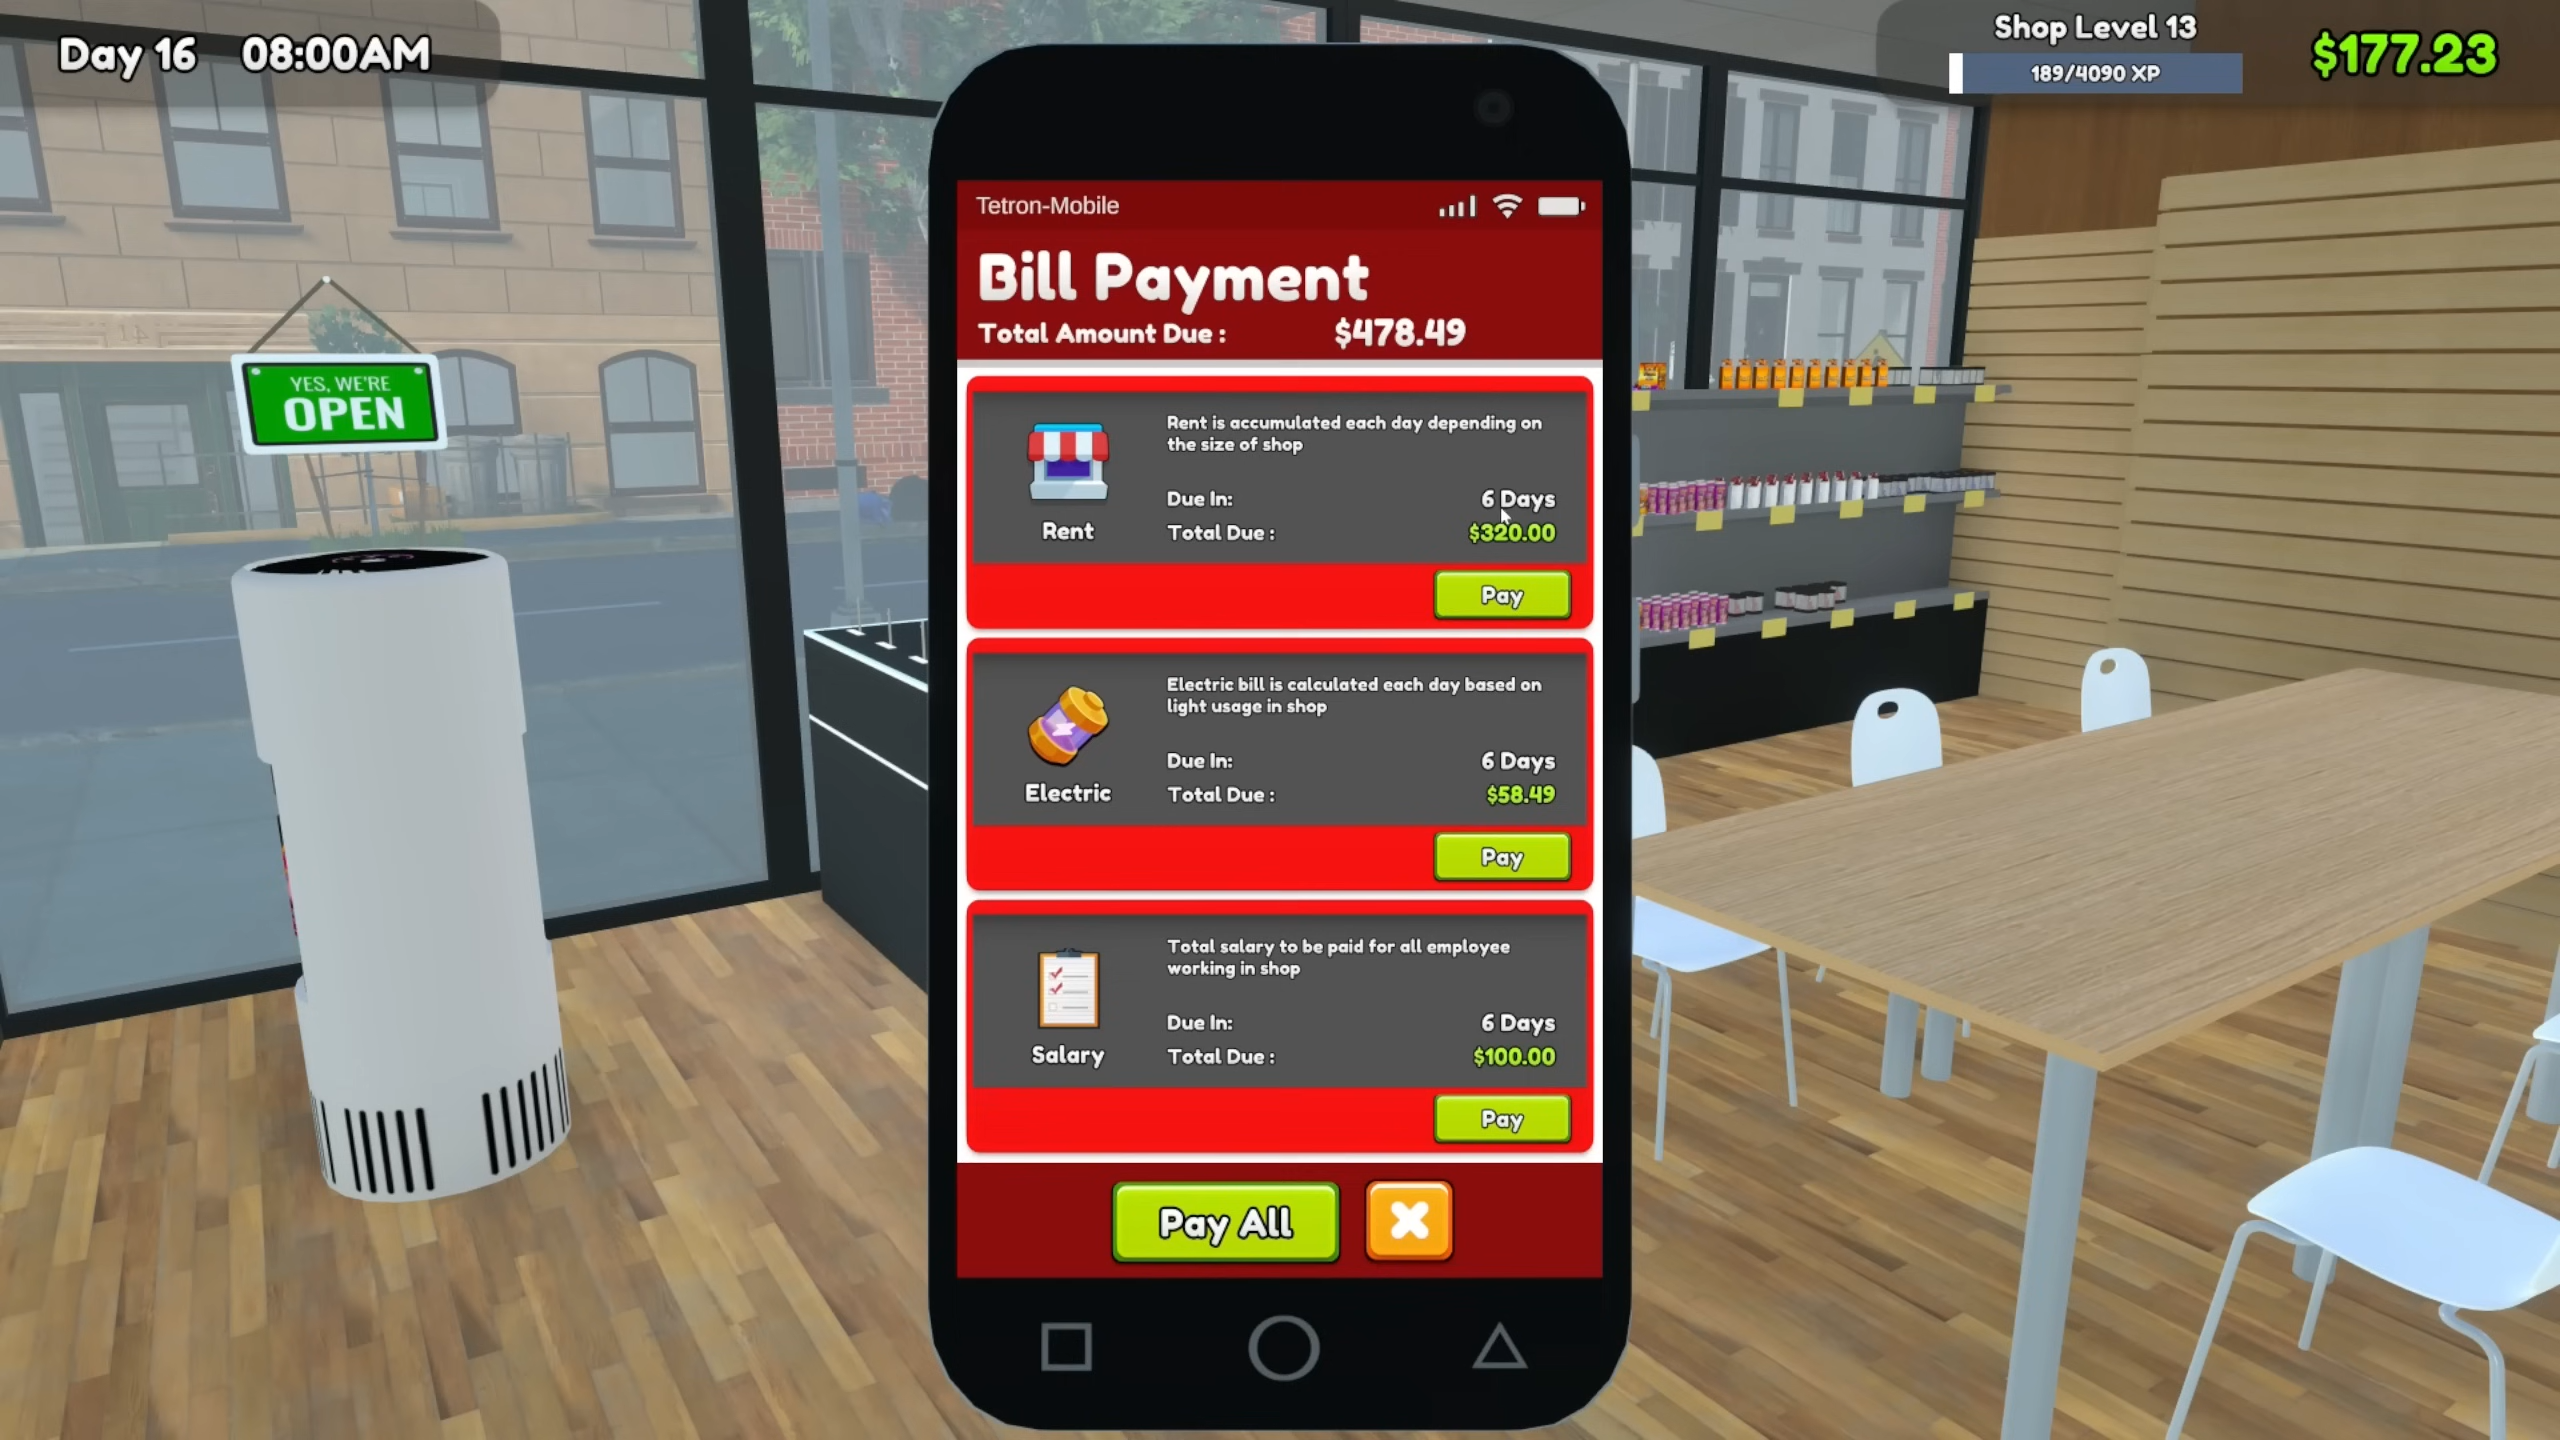 Day 16 08:00AM
Shop Level 13
189/4090 XP
$177.23
YES, WE'RE
OPEN
Tetron-Mobile
Bill Payment
Total Amount Due : $478.49
Rent is accumulated each day depending on
the size of shop
Due In: 6 Days
Total Due : $320.00
Rent
Pay
Electric bill is calculated each day based on
light usage in shop
Due In: 6 Days
Total Due : $58.49
Electric
Pay
Total salary to be paid for all employee
working in shop
Due In: 6 Days
Total Due : $100.00
Salary
Pay
Pay All